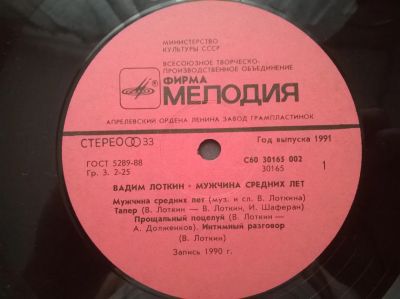 МИНИСТЕРСТВО
КУЛЬТУРЫ СССР
ВСЕСОЮЗНОЕ ТВОРЧЕСКО-
ПРОИЗВОДСТВЕННОЕ ОБЪЕДИНЕНИЕ
ФИРМА
МЕЛОДИЯ
АПРЕЛЕВСКИЙ ОРДЕНА ЛЕНИНА ЗАВОД ГРАМПЛАСТИНОК
СТЕРЕО 33
Год выпуска 1991
ГОСТ 5289-88
Гр. 3. 2-25
С60 30165 002
30165
1
ВАДИМ ЛОТКИН · МУЖЧИНА СРЕДНИХ ЛЕТ
Мужчина средних лет (муз. и сл. В. Лоткина)
Тапер (В. Лоткин — В. Лоткин, И. Шаферан)
Прощальный поцелуй (В. Лоткин —
А. Долженков). Интимный разговор
(В. Лоткин)
Запись 1990 г.